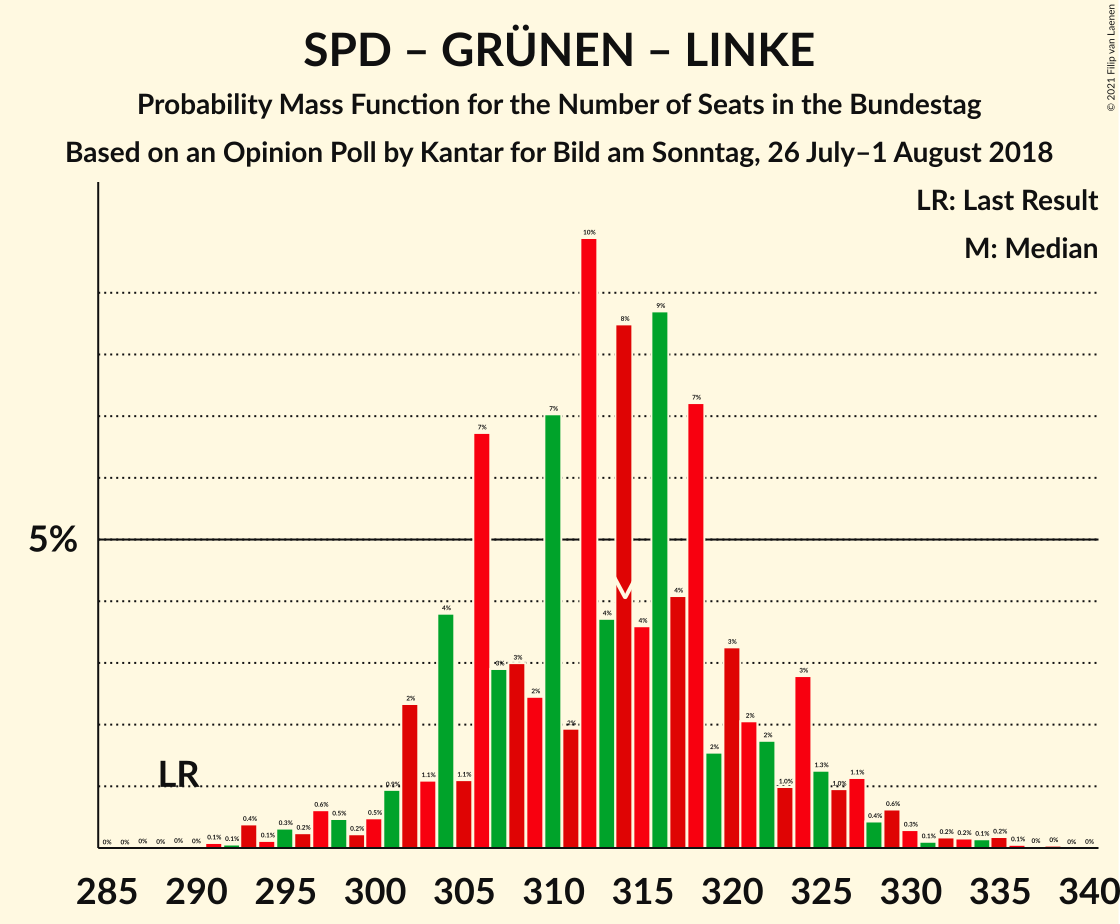 SPD – GRÜNEN – LINKE
Probability Mass Function for the Number of Seats in the Bundestag
Based on an Opinion Poll by Kantar for Bild am Sonntag, 26 July–1 August 2018
© 2021 Filip van Laenen
LR: Last Result
M: Median
5%
LR
0% 0% 0% 0% 0% 0% 0.1% 0.1% 0.4% 0.1% 0.3% 0.2% 0.6% 0.5% 0.2% 0.5% 0.9% 2% 1.1% 4% 1.1% 7% 3% 3% 2% 7% 2% 10% 4% 8% 4% 9% 4% 7% 2% 3% 2% 2% 1.0% 3% 1.3% 1.0% 1.1% 0.4% 0.6% 0.3% 0.1% 0.2% 0.2% 0.1% 0.2% 0.1% 0% 0% 0% 0%
285 290 295 300 305 310 315 320 325 330 335 340